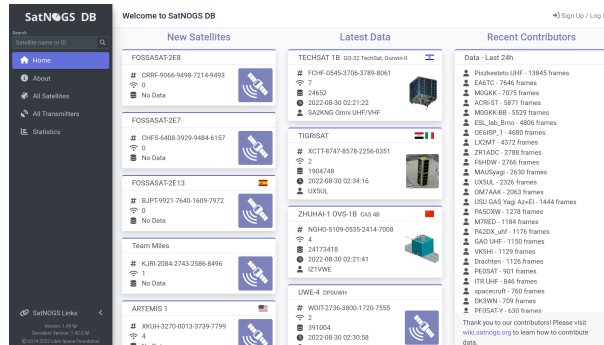 SatNOGS DB
Search
Satellite name or ID
Home
About
All Satellites
All Transmitters
Statistics
SatNOGS Links
Version: 1.45
© 2014-2022 Libre Space Foundation
Welcome to SatNOGS DB
Sign Up / Log
New Satellites
FOSSASAT-2E8
# CRRF-9066-9498-7214-9493
0
No Data
FOSSASAT-2E7
# CHFS-6408-3929-9484-6157
0
No Data
FOSSASAT-2E13
# BJPT-9921-7640-1609-7972
0
No Data
Team Miles
# KJRI-2084-2743-2586-8496
1
No Data
ARTEMIS 1
# XKUH-3270-0013-3739-7799
4
Latest Data
TECHSAT 1B GO-32 TechSat, Gurwin-II
# FCHF-0545-3706-3789-8061
7
24652
2022-08-30 02:21:22
SA2KNG Omni UHF/VHF
TIGRISAT
# XCTT-8747-8578-2256-0351
2
1904748
2022-08-30 02:34:16
UX5UL
ZHUHAI-1 OVS-1B CAS 4B
# NGHO-5109-0535-2414-7008
4
24173418
2022-08-30 02:21:41
IZ1VWE
UWE-4 DP0UWH
# WDIT-2736-3800-1720-7555
2
391004
2022-08-30 02:30:58
Recent Contributors
Data - Last 24h
Piszkesteto UHF - 13845 frames
EA6TC - 7646 frames
M0GKK - 7075 frames
ACRI-ST - 5871 frames
M0GKK-BB - 5529 frames
ESL_lab_Brno - 4806 frames
OE6ISP_1 - 4680 frames
LX2MT - 4372 frames
ZR1ADC - 2788 frames
F6HDW - 2766 frames
MAUSyagi - 2630 frames
UX5UL - 2326 frames
OM7AAK - 2063 frames
USU GAS Yagi Az+El - 1444 frames
PA5OXW - 1278 frames
M7RED - 1184 frames
PA2DX_uhf - 1176 frames
GAO UHF - 1150 frames
VK5HI - 1129 frames
Drachten - 1126 frames
PE0SAT - 901 frames
ITR UHF - 846 frames
spacecruft - 760 frames
DK3WN - 709 frames
PE0SAT-Y - 630 frames
Thank you to our contributors! Please visit
wiki.satnogs.org to learn how to contribute
data.